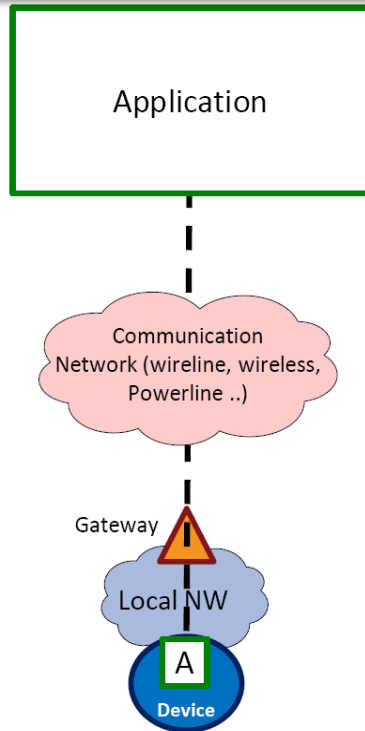 Application
Communication
Network (wireline, wireless,
Powerline ..)
Gateway
Local NW
A
Device